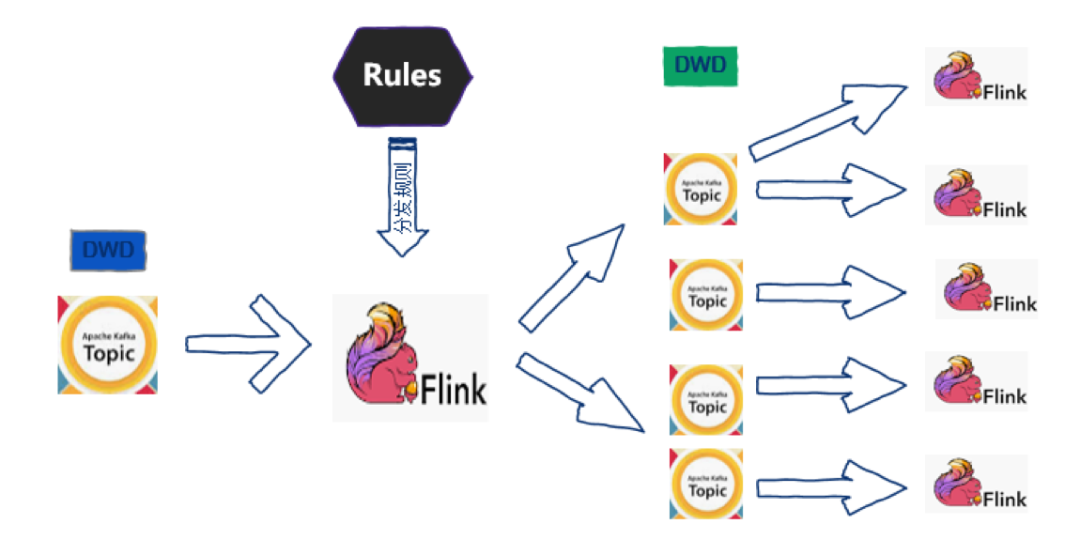 Rules
分发规则
DWD
Apache Kafka
Topic
Flink
DWD
Apache Kafka
Topic
Apache Kafka
Topic
Apache Kafka
Topic
Apache Kafka
Topic
Flink
Flink
Flink
Flink
Flink